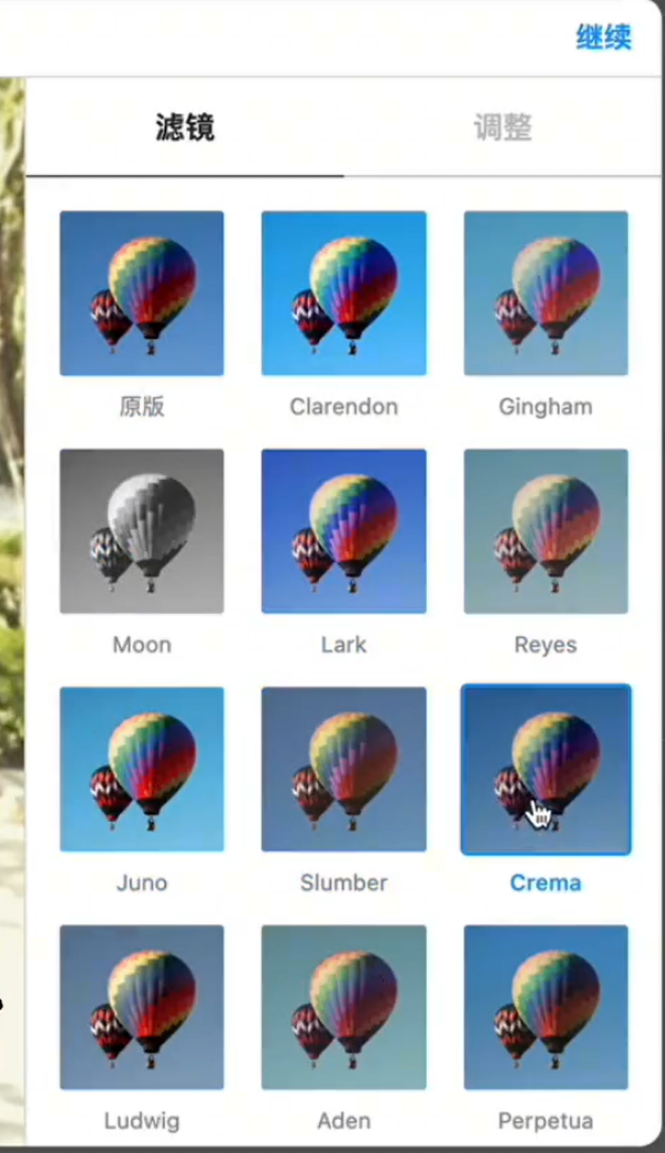 继续
滤镜 调整
原版 Clarendon Gingham
Moon Lark Reyes
Juno Slumber Crema
Ludwig Aden Perpetua